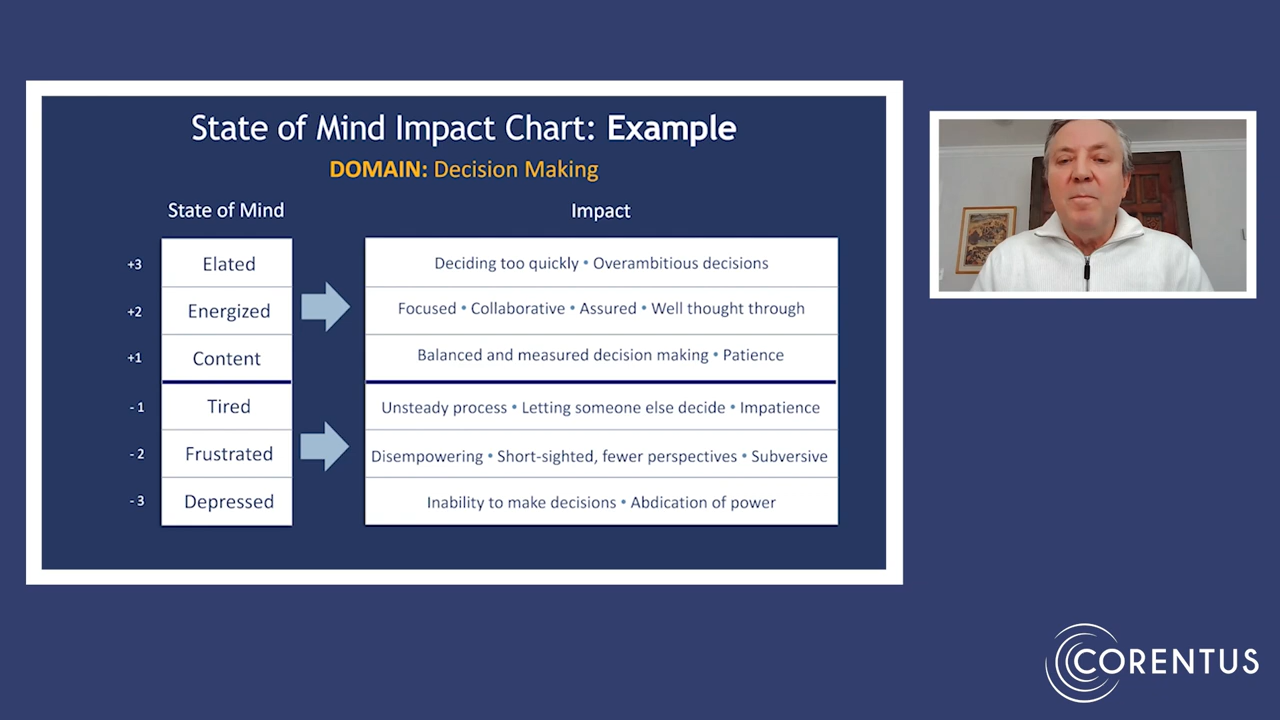 State of Mind Impact Chart: Example
DOMAIN: Decision Making
State of Mind Impact
+3 Elated Deciding too quickly • Overambitious decisions
+2 Energized Focused • Collaborative • Assured • Well thought through
+1 Content Balanced and measured decision making • Patience
- 1 Tired Unsteady process • Letting someone else decide • Impatience
- 2 Frustrated Disempowering • Short-sighted, fewer perspectives • Subversive
- 3 Depressed Inability to make decisions • Abdication of power
CORENTUS